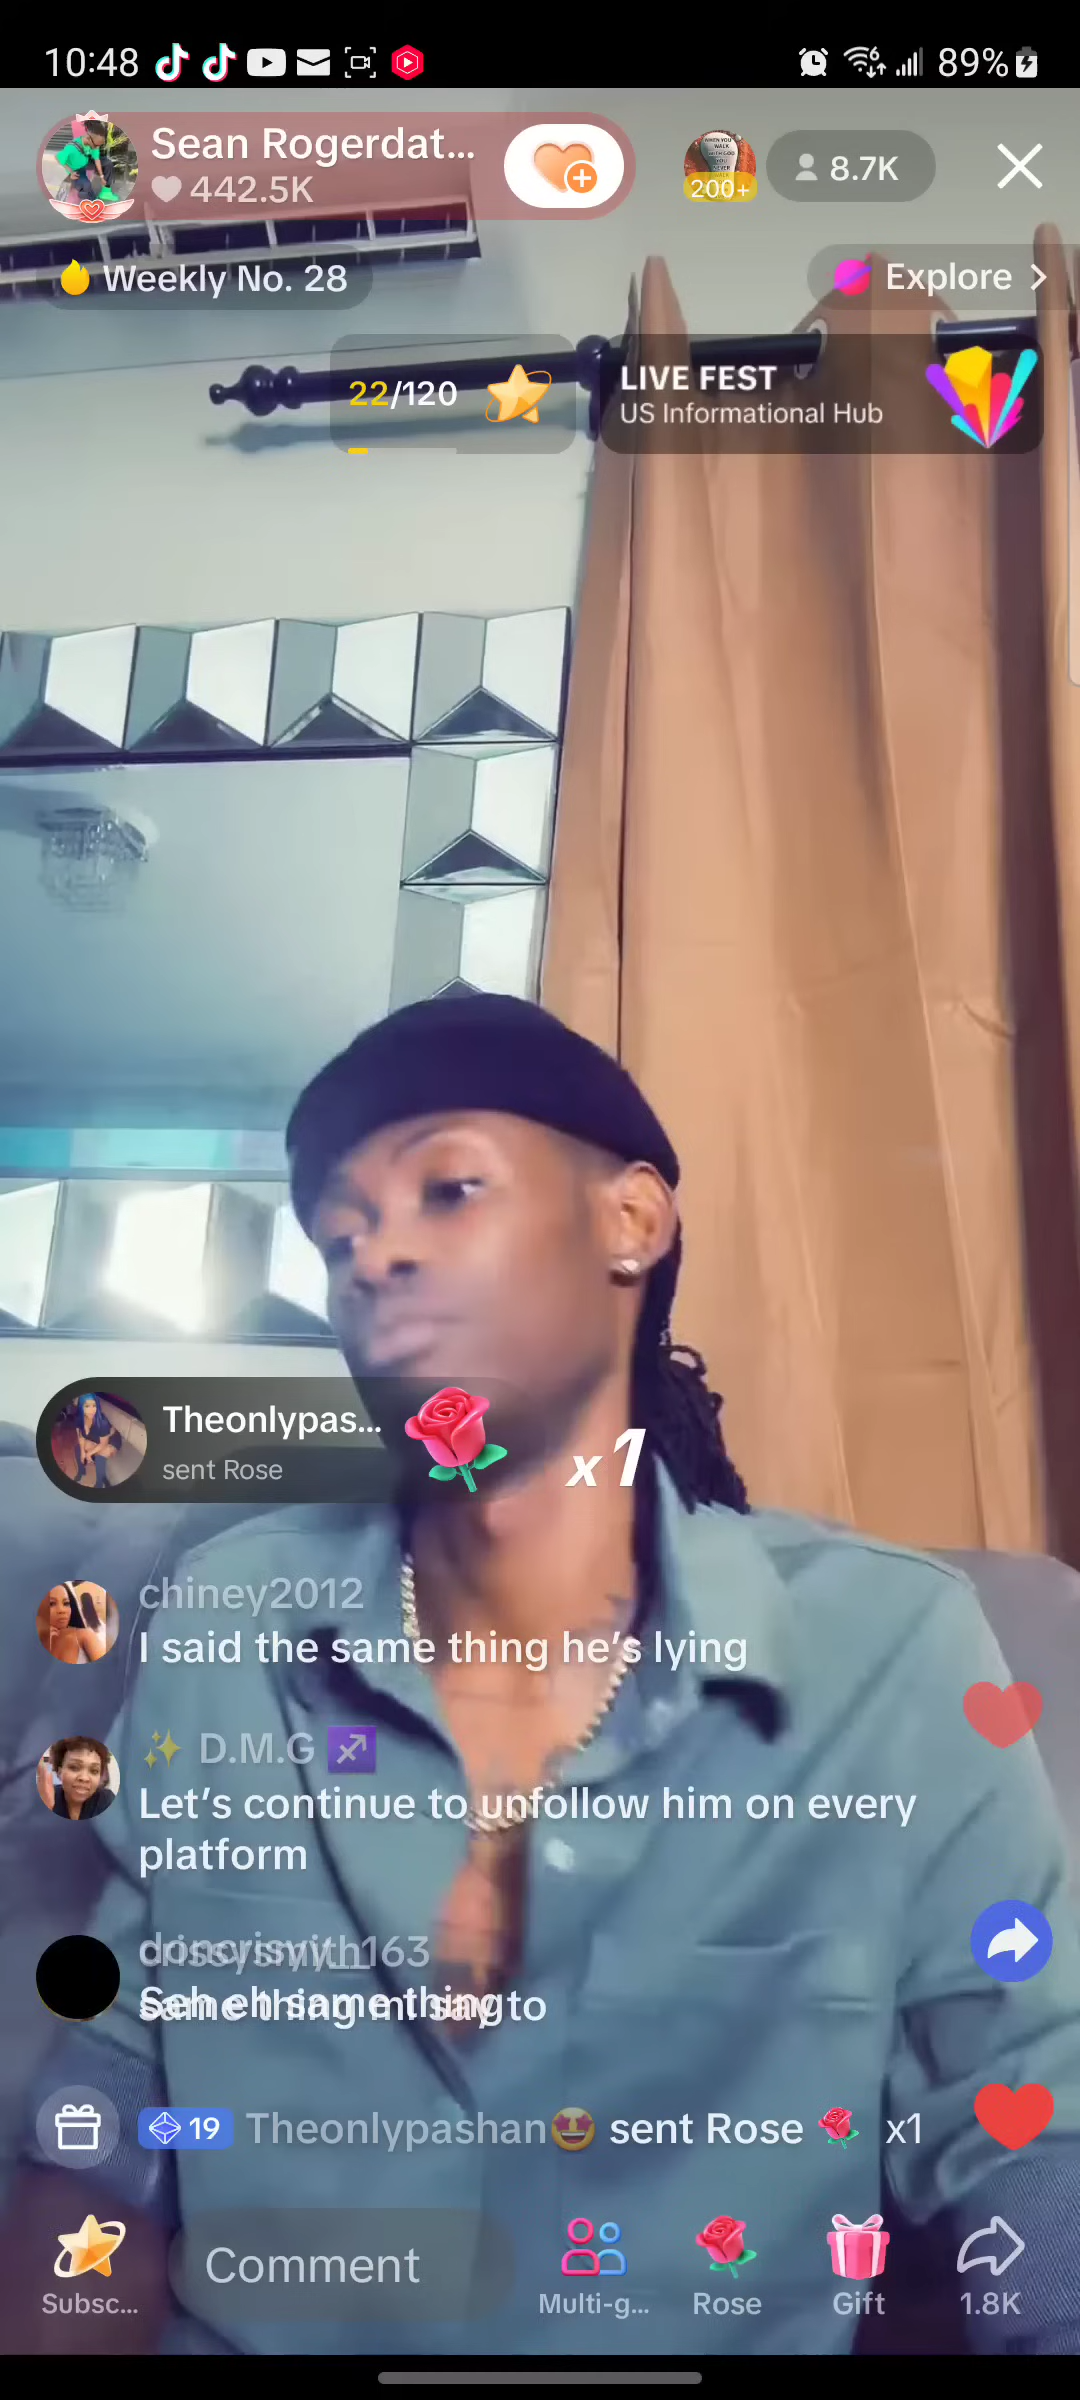 10:48
89%
Sean Rogerdat...
442.5K
200+
8.7K
Weekly No. 28
Explore
22/120
LIVE FEST
US Informational Hub
Theonlypas...
sent Rose
x1
chiney2012
I said the same thing he's lying
✨ D.M.G ♐
Let's continue to unfollow him on every
platform
19 Theonlypashan🤩 sent Rose x1
Subsc...
Comment
Multi-g...
Rose
Gift
1.8K